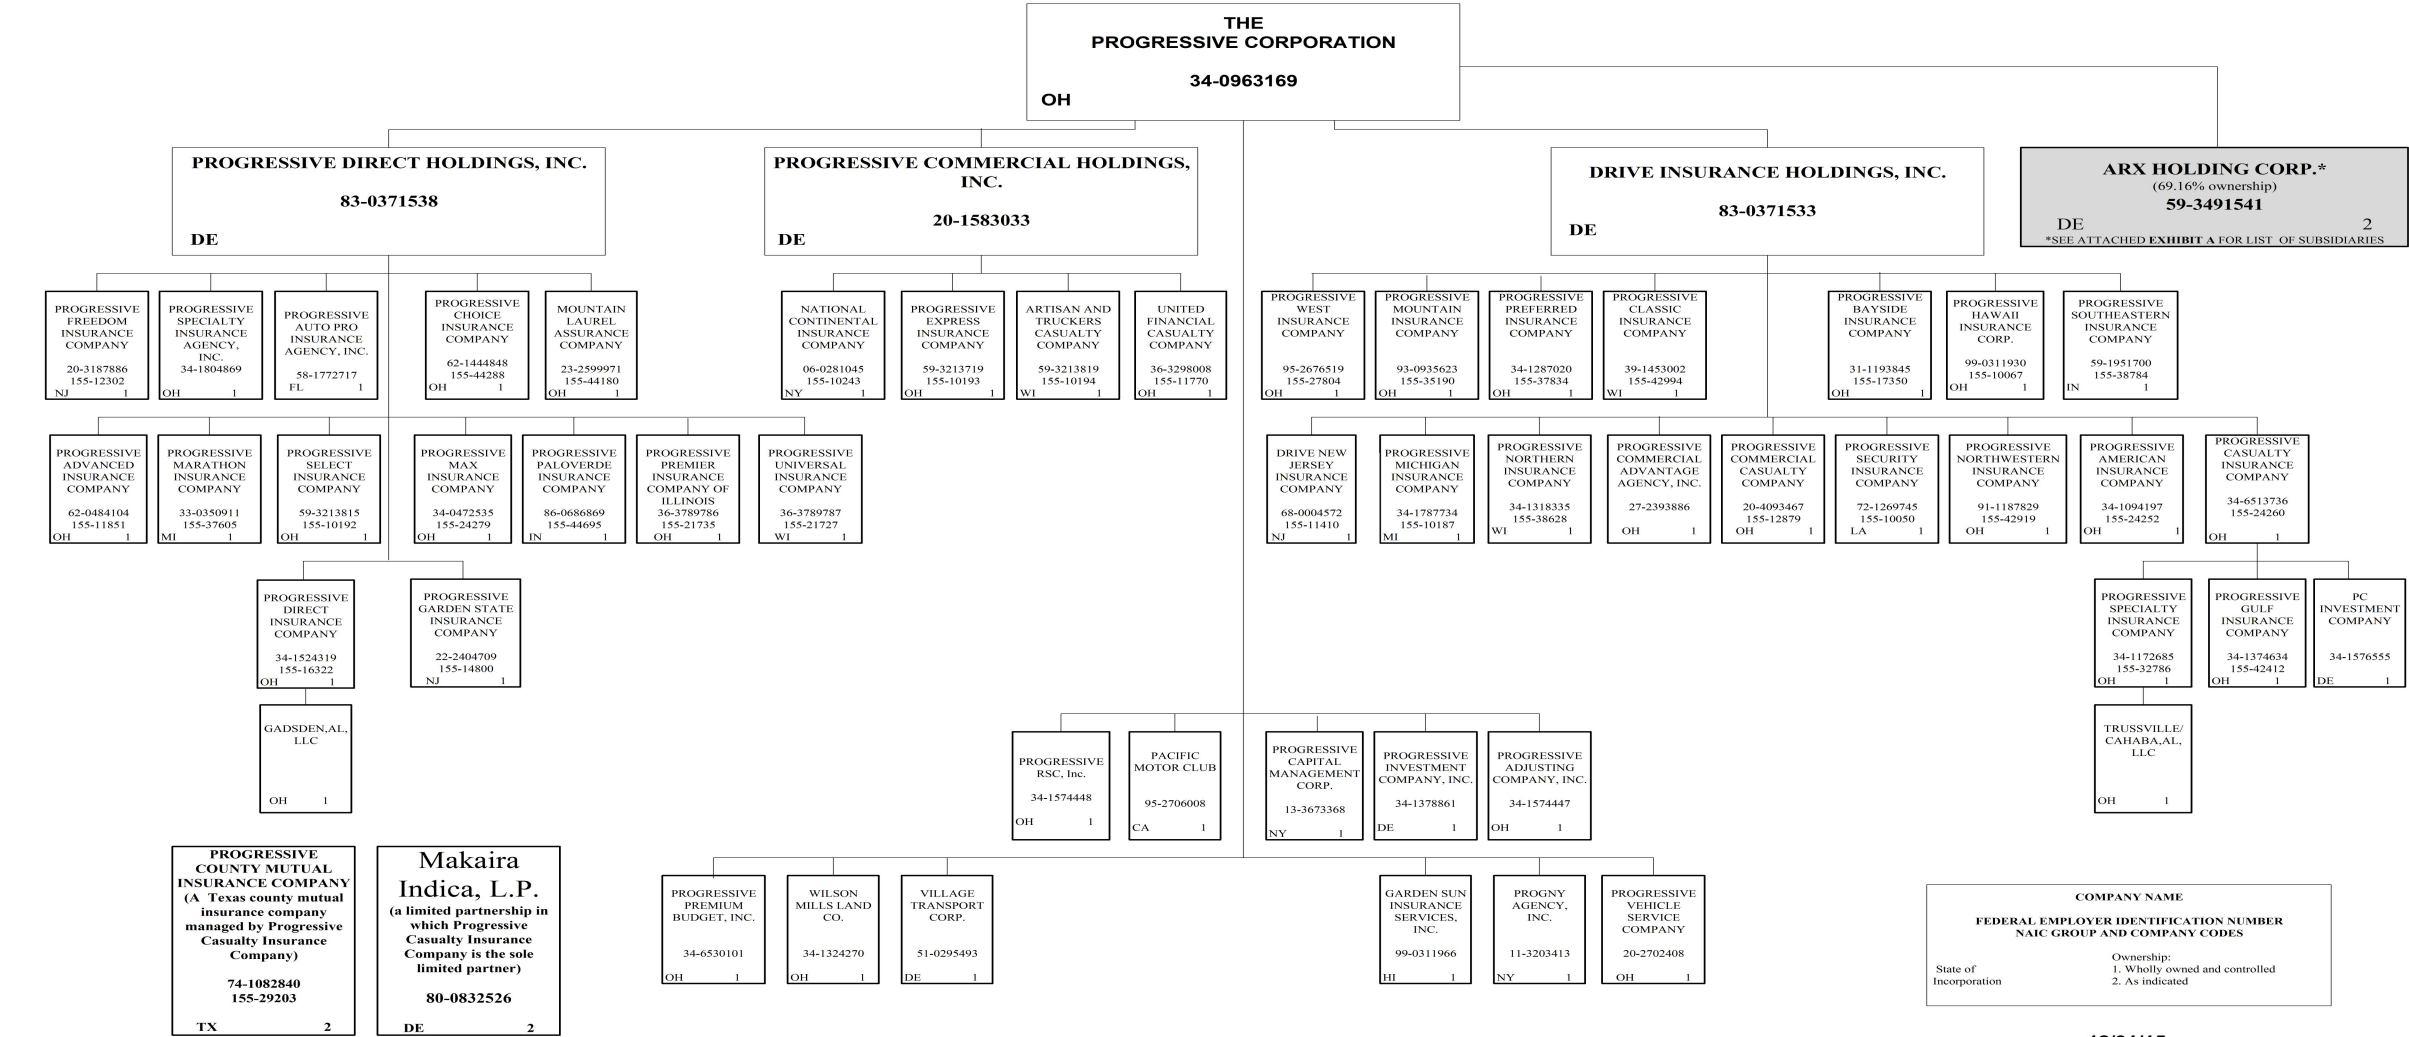 THE
PROGRESSIVE CORPORATION
34-0963169
OH
PROGRESSIVE DIRECT HOLDINGS, INC.
83-0371538
DE
PROGRESSIVE COMMERCIAL HOLDINGS,
INC.
20-1583033
DE
DRIVE INSURANCE HOLDINGS, INC.
83-0371533
DE
ARX HOLDING CORP.*
(69.16% ownership)
59-3491541
DE 2
*SEE ATTACHED EXHIBIT A FOR LIST OF SUBSIDIARIES
PROGRESSIVE
FREEDOM
INSURANCE
COMPANY
20-3187886
155-12302
NJ 1
PROGRESSIVE
SPECIALTY
INSURANCE
AGENCY,
INC.
34-1804869
OH 1
PROGRESSIVE
AUTO PRO
INSURANCE
AGENCY, INC.
58-1772717
FL 1
PROGRESSIVE
CHOICE
INSURANCE
COMPANY
62-1444848
155-44288
OH 1
MOUNTAIN
LAUREL
ASSURANCE
COMPANY
23-2599971
155-44180
OH 1
NATIONAL
CONTINENTAL
INSURANCE
COMPANY
06-0281045
155-10243
NY 1
PROGRESSIVE
EXPRESS
INSURANCE
COMPANY
59-3213719
155-10193
OH 1
ARTISAN AND
TRUCKERS
CASUALTY
COMPANY
59-3213819
155-10194
WI 1
UNITED
FINANCIAL
CASUALTY
COMPANY
36-3298008
155-11770
OH 1
PROGRESSIVE
WEST
INSURANCE
COMPANY
95-2676519
155-27804
OH 1
PROGRESSIVE
MOUNTAIN
INSURANCE
COMPANY
93-0935623
155-35190
OH 1
PROGRESSIVE
PREFERRED
INSURANCE
COMPANY
34-1287020
155-37834
OH 1
PROGRESSIVE
CLASSIC
INSURANCE
COMPANY
39-1453002
155-42994
WI 1
PROGRESSIVE
BAYSIDE
INSURANCE
COMPANY
31-1193845
155-17350
OH 1
PROGRESSIVE
HAWAII
INSURANCE
CORP.
99-0311930
155-10067
OH 1
PROGRESSIVE
SOUTHEASTERN
INSURANCE
COMPANY
59-1951700
155-38784
IN 1
PROGRESSIVE
ADVANCED
INSURANCE
COMPANY
62-0484104
155-11851
OH 1
PROGRESSIVE
MARATHON
INSURANCE
COMPANY
33-0350911
155-37605
MI 1
PROGRESSIVE
SELECT
INSURANCE
COMPANY
59-3213815
155-10192
OH 1
PROGRESSIVE
MAX
INSURANCE
COMPANY
34-0472535
155-24279
OH 1
PROGRESSIVE
PALOVERDE
INSURANCE
COMPANY
86-0686869
155-44695
IN 1
PROGRESSIVE
PREMIER
INSURANCE
COMPANY OF
ILLINOIS
36-3789786
155-21735
OH 1
PROGRESSIVE
UNIVERSAL
INSURANCE
COMPANY
36-3789787
155-21727
WI 1
DRIVE NEW
JERSEY
INSURANCE
COMPANY
68-0004572
155-11410
NJ 1
PROGRESSIVE
MICHIGAN
INSURANCE
COMPANY
34-1787734
155-10187
MI 1
PROGRESSIVE
NORTHERN
INSURANCE
COMPANY
34-1318335
155-38628
WI 1
PROGRESSIVE
COMMERCIAL
ADVANTAGE
AGENCY, INC.
27-2393886
OH 1
PROGRESSIVE
COMMERCIAL
CASUALTY
COMPANY
20-4093467
155-12879
OH 1
PROGRESSIVE
SECURITY
INSURANCE
COMPANY
72-1269745
155-10050
LA 1
PROGRESSIVE
NORTHWESTERN
INSURANCE
COMPANY
91-1187829
155-42919
OH 1
PROGRESSIVE
AMERICAN
INSURANCE
COMPANY
34-1094197
155-24252
OH 1
PROGRESSIVE
CASUALTY
INSURANCE
COMPANY
34-6513736
155-24260
OH 1
PROGRESSIVE
DIRECT
INSURANCE
COMPANY
34-1524319
155-16322
OH 1
PROGRESSIVE
GARDEN STATE
INSURANCE
COMPANY
22-2404709
155-14800
NJ 1
PROGRESSIVE
SPECIALTY
INSURANCE
COMPANY
34-1172685
155-32786
OH 1
PROGRESSIVE
GULF
INSURANCE
COMPANY
34-1374634
155-42412
OH 1
PC
INVESTMENT
COMPANY
34-1576555
DE 1
GADSDEN,AL,
LLC
OH 1
TRUSSVILLE/
CAHABA,AL,
LLC
OH 1
PROGRESSIVE
RSC, Inc.
34-1574448
OH 1
PACIFIC
MOTOR CLUB
95-2706008
CA 1
PROGRESSIVE
CAPITAL
MANAGEMENT
CORP.
13-3673368
NY 1
PROGRESSIVE
INVESTMENT
COMPANY, INC.
34-1378861
DE 1
PROGRESSIVE
ADJUSTING
COMPANY, INC.
34-1574447
OH 1
PROGRESSIVE
COUNTY MUTUAL
INSURANCE COMPANY
(A Texas county mutual
insurance company
managed by Progressive
Casualty Insurance
Company)
74-1082840
155-29203
TX 2
Makaira
Indica, L.P.
(a limited partnership in
which Progressive
Casualty Insurance
Company is the sole
limited partner)
80-0832526
DE 2
PROGRESSIVE
PREMIUM
BUDGET, INC.
34-6530101
OH 1
WILSON
MILLS LAND
CO.
34-1324270
OH 1
VILLAGE
TRANSPORT
CORP.
51-0295493
DE 1
GARDEN SUN
INSURANCE
SERVICES,
INC.
99-0311966
HI 1
PROGNY
AGENCY,
INC.
11-3203413
NY 1
PROGRESSIVE
VEHICLE
SERVICE
COMPANY
20-2702408
OH 1
COMPANY NAME
FEDERAL EMPLOYER IDENTIFICATION NUMBER
NAIC GROUP AND COMPANY CODES
Ownership:
State of 1. Wholly owned and controlled
Incorporation 2. As indicated